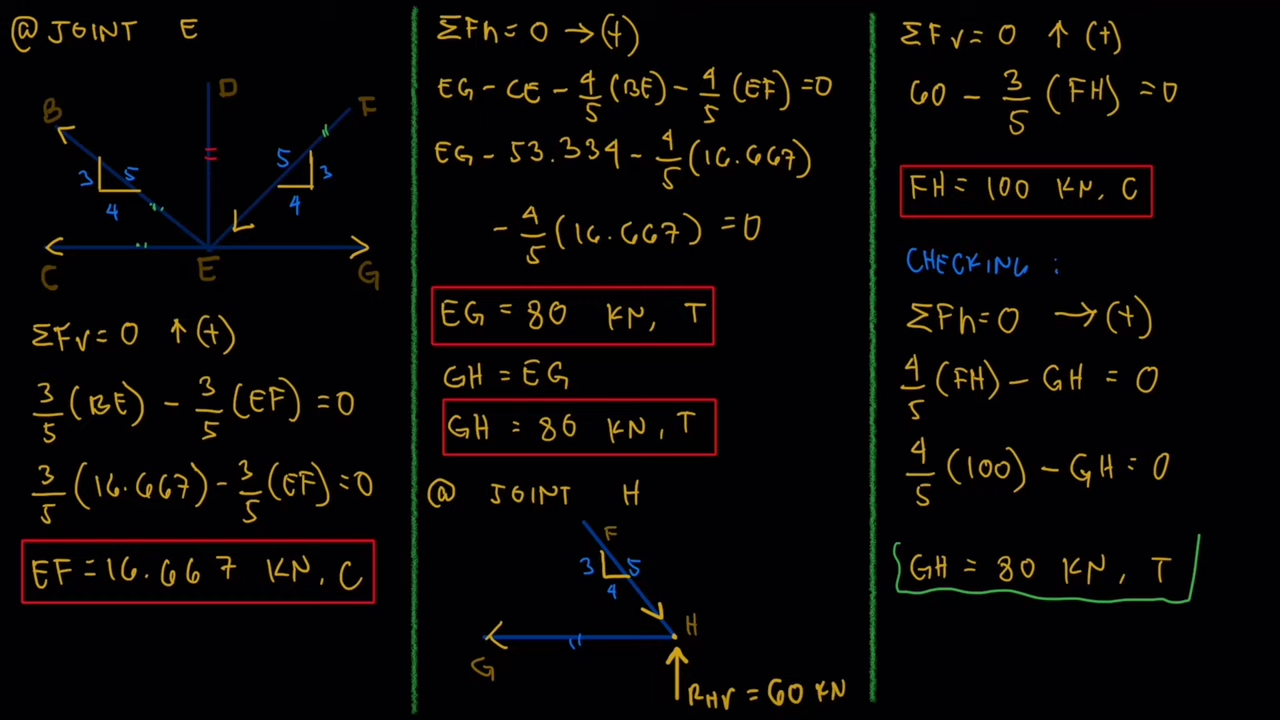 @ JOINT E
B
D
F
3
5
4
5
3
4
C
E
G
ΣFv = 0 ↑ (+)
3/5 (BE) - 3/5 (EF) = 0
3/5 (16.667) - 3/5 (EF) = 0
EF = 16.667 KN, C
ΣFh = 0 → (+)
EG - CE - 4/5 (BE) - 4/5 (EF) = 0
EG - 53.334 - 4/5 (16.667)
- 4/5 (16.667) = 0
EG = 80 KN, T
GH = EG
GH = 80 KN, T
@ JOINT H
F
3
5
4
H
G
RHV = 60 KN
ΣFv = 0 ↑ (+)
60 - 3/5 (FH) = 0
FH = 100 KN, C
CHECKING :
ΣFh = 0 → (+)
4/5 (FH) - GH = 0
4/5 (100) - GH = 0
GH = 80 KN, T